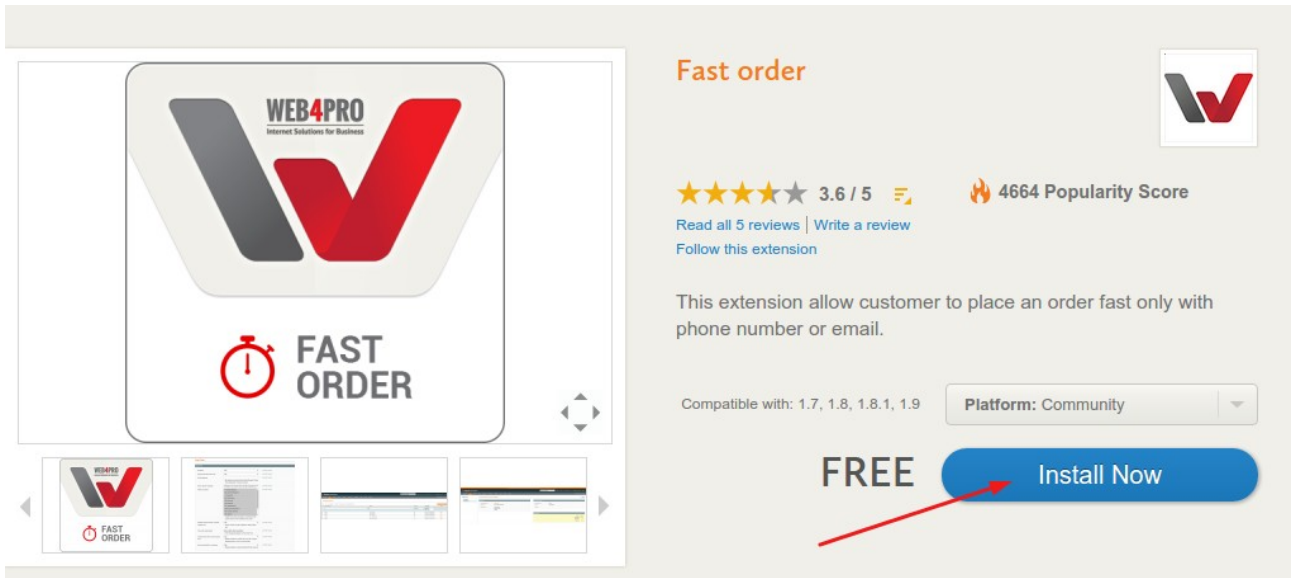 WEB4PRO
Internet Solutions for Business
FAST
ORDER
WEB4PRO
FAST
ORDER
Fast order
3.6 / 5
4664 Popularity Score
Read all 5 reviews | Write a review
Follow this extension
This extension allow customer to place an order fast only with
phone number or email.
Compatible with: 1.7, 1.8, 1.8.1, 1.9
Platform: Community
FREE
Install Now